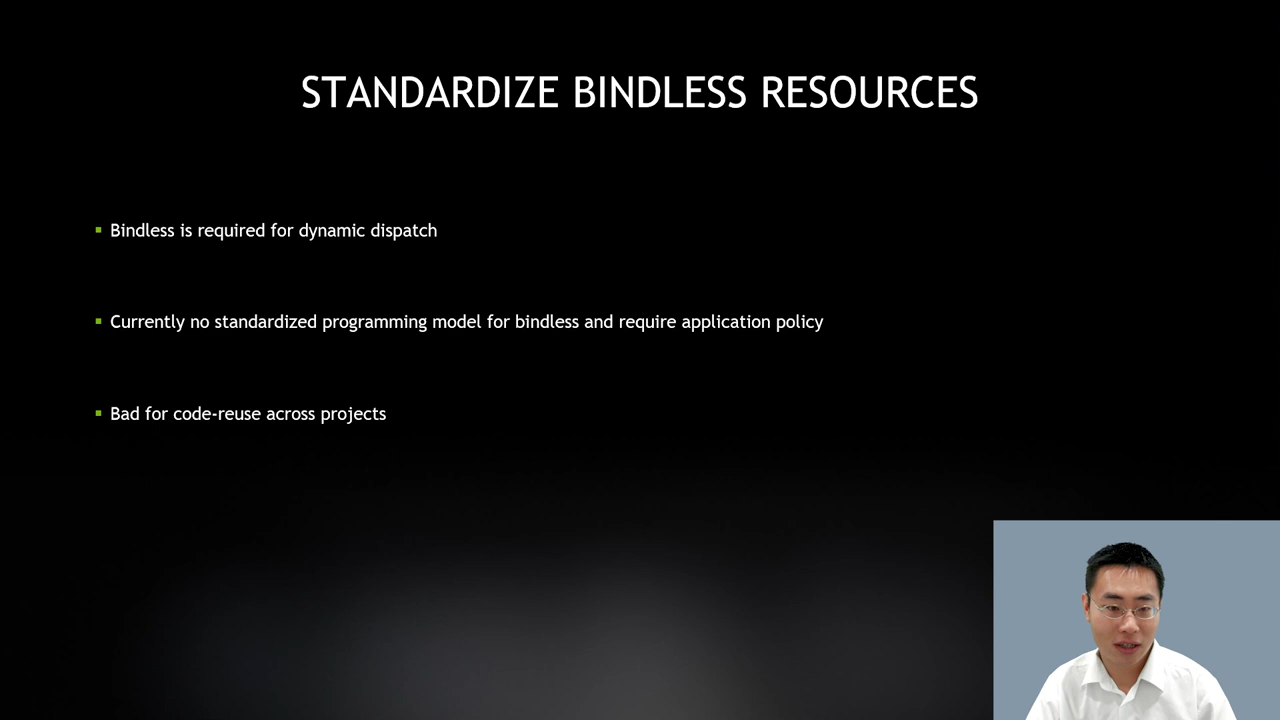 STANDARDIZE BINDLESS RESOURCES
Bindless is required for dynamic dispatch
Currently no standardized programming model for bindless and require application policy
Bad for code-reuse across projects